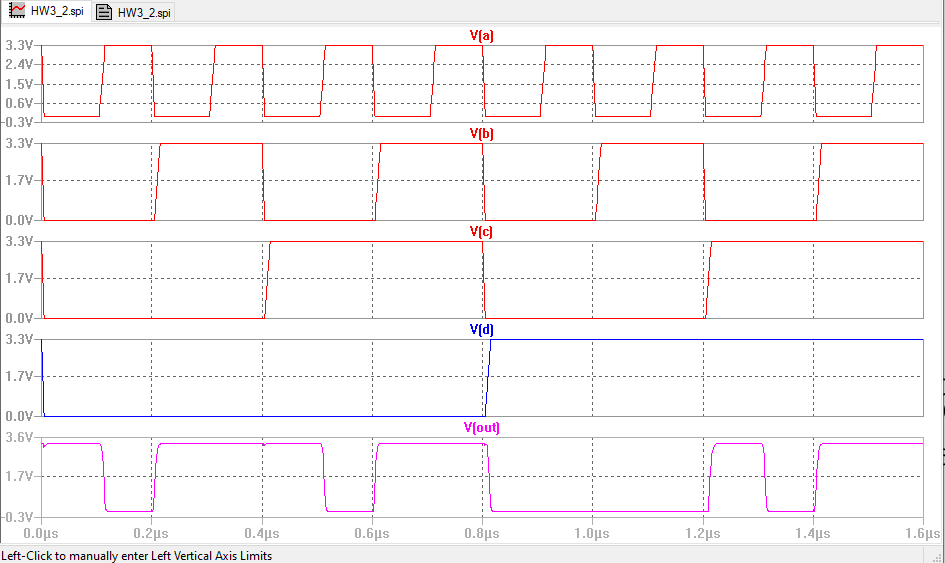 HW3_2.spi HW3_2.spi
V(a)
3.3V
2.4V
1.5V
0.6V
-0.3V
V(b)
3.3V
1.7V
0.0V
V(c)
3.3V
1.7V
0.0V
V(d)
3.3V
1.7V
0.0V
V(out)
3.6V
1.7V
-0.3V
0.0µs 0.2µs 0.4µs 0.6µs 0.8µs 1.0µs 1.2µs 1.4µs 1.6µs
Left-Click to manually enter Left Vertical Axis Limits